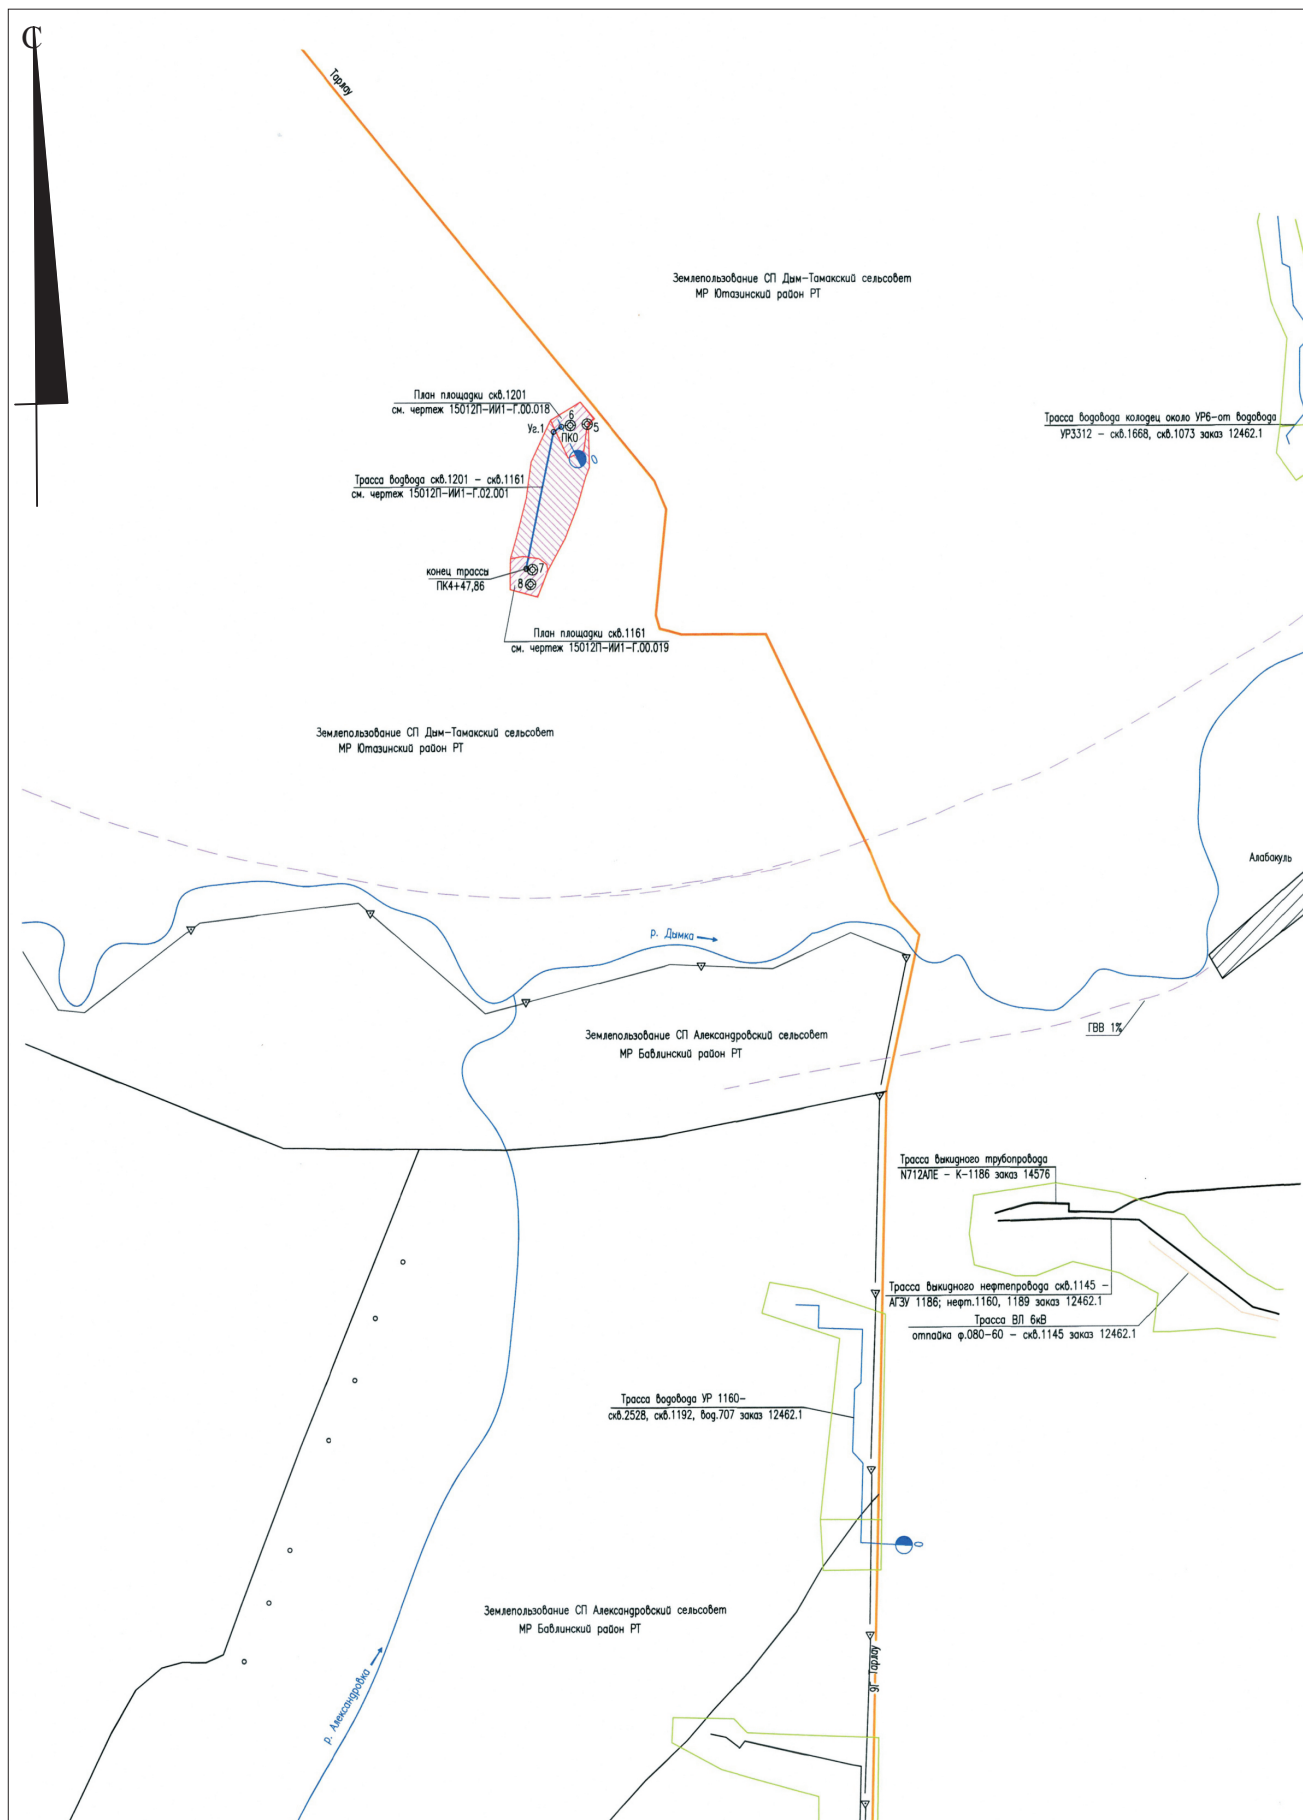 С
Тарлау
Землепользование СП Дым-Тамакский сельсовет
МР Ютазинский район РТ
План площадки скв.1201
см. чертеж 15012П-ИИ1-Г.00.018
Уг.1
6
5
ПК0
0
Трасса водовода колодец около УР6-от водовода
УР3312 - скв.1668, скв.1073 заказ 12462.1
Трасса водвода скв.1201 - скв.1161
см. чертеж 15012П-ИИ1-Г.02.001
конец трассы
ПК4+47,86
7
8
План площадки скв.1161
см. чертеж 15012П-ИИ1-Г.00.019
Землепользование СП Дым-Тамакский сельсовет
МР Ютазинский район РТ
Алабакуль
р. Дымка
ГВВ 1%
Землепользование СП Александровский сельсовет
МР Бавлинский район РТ
Трасса выкидного трубопровода
N712АПЕ - К-1186 заказ 14576
Трасса выкидного нефтепровода скв.1145 -
АГЗУ 1186; нефт.1160, 1189 заказ 12462.1
Трасса ВЛ 6кВ
отпайка ф.080-60 - скв.1145 заказ 12462.1
Трасса водовода УР 1160-
скв.2528, скв.1192, вод.707 заказ 12462.1
0
Землепользование СП Александровский сельсовет
МР Бавлинский район РТ
р. Александровка
9Г-Тарлау